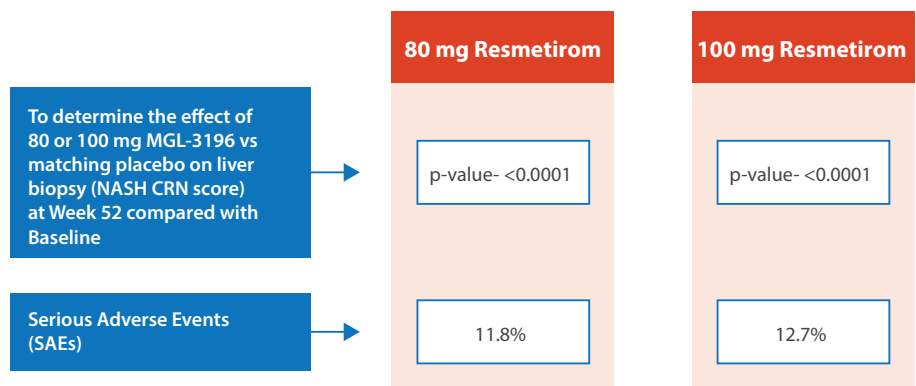 80 mg Resmetirom
100 mg Resmetirom
To determine the effect of
80 or 100 mg MGL-3196 vs
matching placebo on liver
biopsy (NASH CRN score)
at Week 52 compared with
Baseline
p-value- <0.0001
p-value- <0.0001
Serious Adverse Events
(SAEs)
11.8%
12.7%